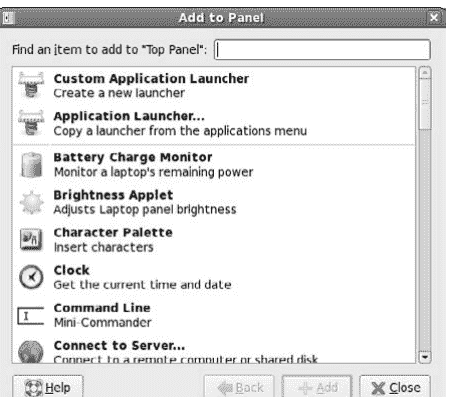 Add to Panel
Find an item to add to "Top Panel":
Custom Application Launcher
Create a new launcher
Application Launcher...
Copy a launcher from the applications menu
Battery Charge Monitor
Monitor a laptop's remaining power
Brightness Applet
Adjusts Laptop panel brightness
Character Palette
Insert characters
Clock
Get the current time and date
Command Line
Mini-Commander
Connect to Server...
Connect to a remote computer or shared disk
Help Back Add Close